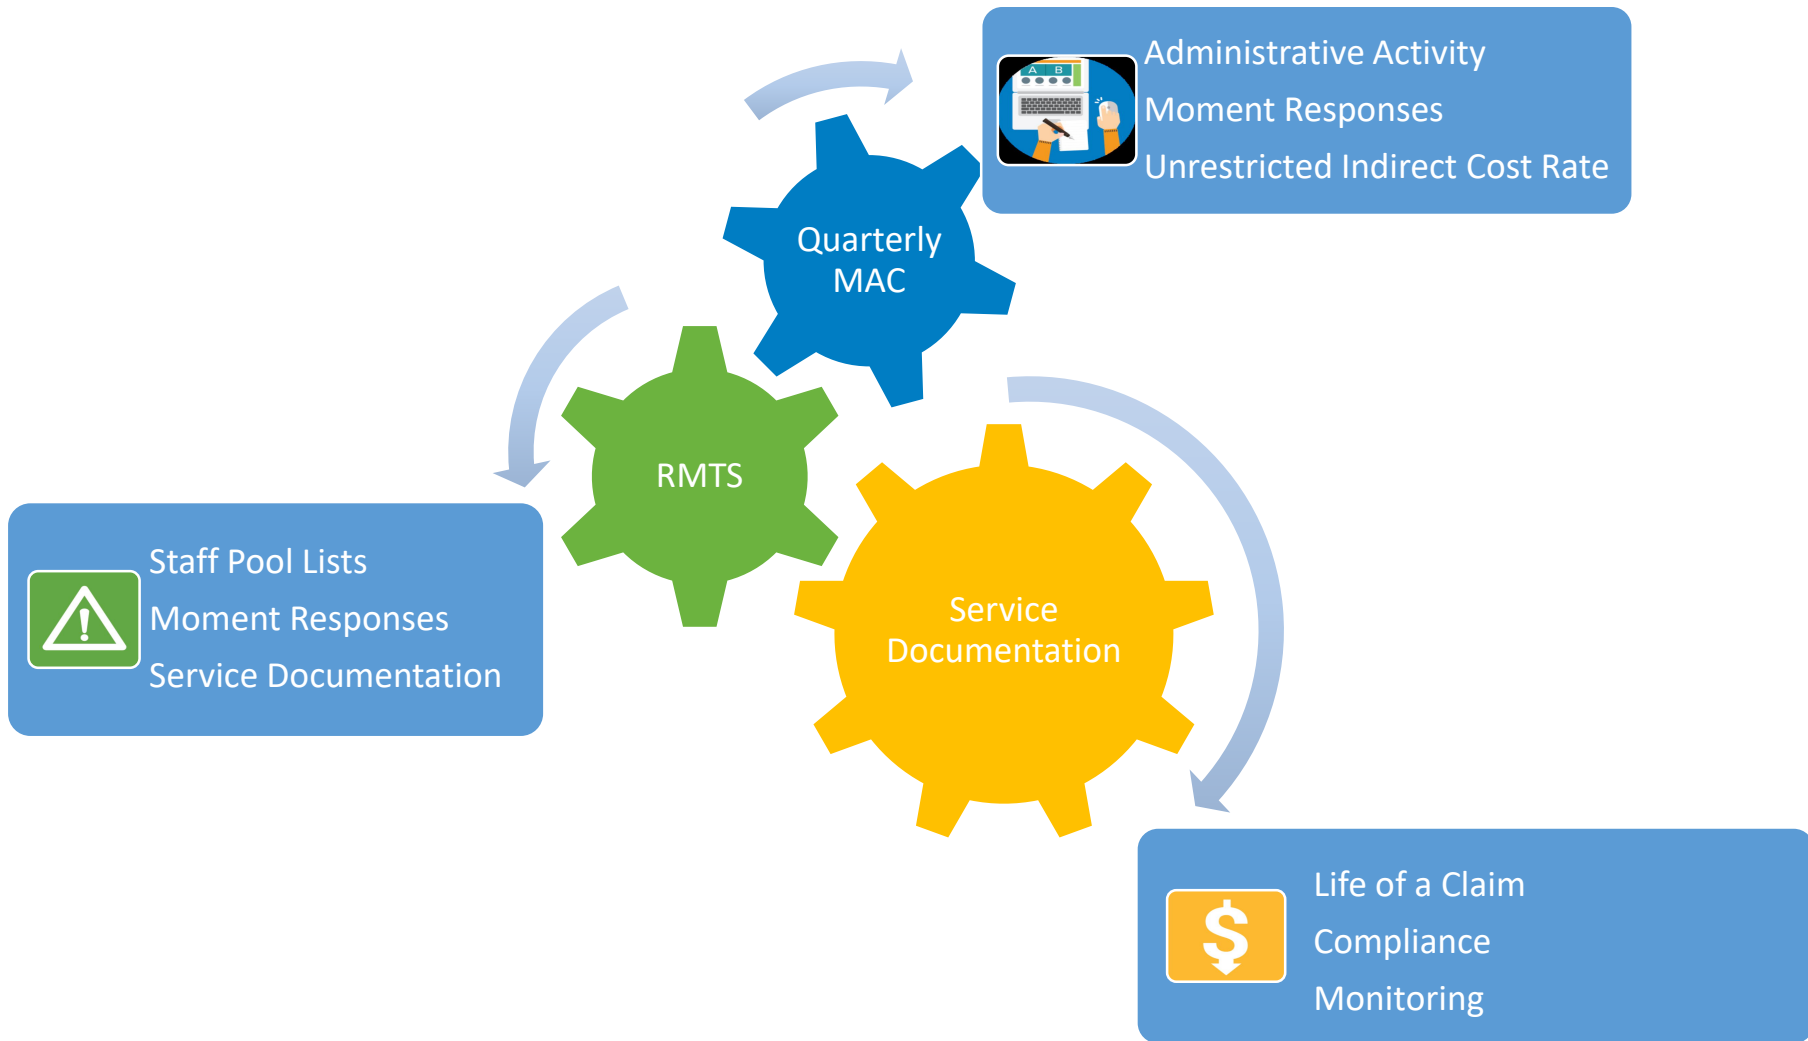 Administrative Activity
Moment Responses
Unrestricted Indirect Cost Rate
A B
Quarterly
MAC
RMTS
Staff Pool Lists
Moment Responses
Service Documentation
Service
Documentation
Life of a Claim
Compliance
Monitoring
$